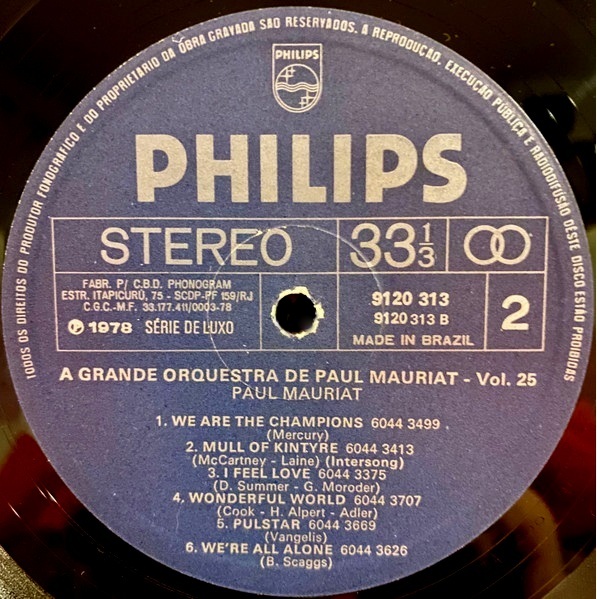 TODOS OS DIREITOS DO PRODUTOR FONOGRÁFICO E DO PROPRIETÁRIO DA OBRA GRAVADA SÃO RESERVADOS. A REPRODUÇÃO, EXECUÇÃO PÚBLICA E RADIODIFUSÃO DESTE DISCO ESTÃO PROIBIDAS
PHILIPS
PHILIPS
STEREO 33 1/3
FABR. P/ C.B.D. PHONOGRAM
ESTR. ITAPICURÚ, 75 - SCDP-PF 159/RJ
C.G.C.-M.F. 33.177.411/0003-78
℗ 1978 SÉRIE DE LUXO
9120 313
9120 313 B
MADE IN BRAZIL
2
A GRANDE ORQUESTRA DE PAUL MAURIAT - Vol. 25
PAUL MAURIAT
1. WE ARE THE CHAMPIONS 6044 3499
(Mercury)
2. MULL OF KINTYRE 6044 3413
(McCartney - Laine) (Intersong)
3. I FEEL LOVE 6044 3375
(D. Summer - G. Moroder)
4. WONDERFUL WORLD 6044 3707
(Cook - H. Alpert - Adler)
5. PULSTAR 6044 3669
(Vangelis)
6. WE'RE ALL ALONE 6044 3626
(B. Scaggs)